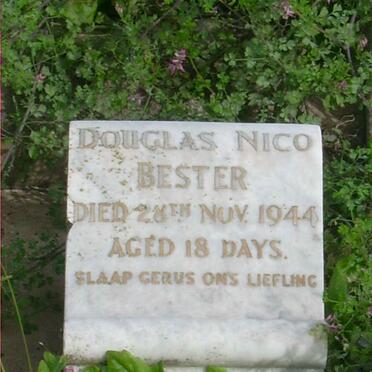 DOUGLAS NICO
BESTER
DIED 28TH NOV. 1944
AGED 18 DAYS.
SLAAP GERUS ONS LIEFLING